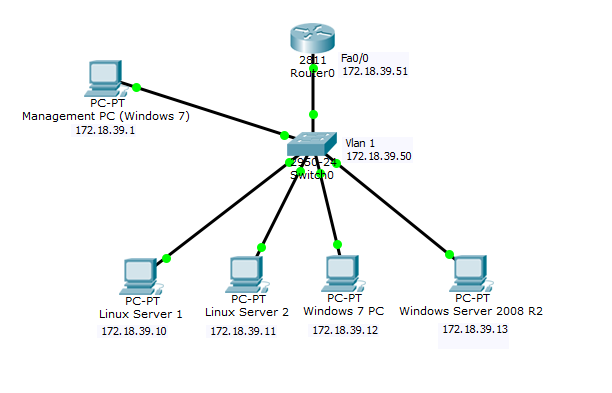 2811
Router0
Fa0/0
172.18.39.51
PC-PT
Management PC (Windows 7)
172.18.39.1
Vlan 1
172.18.39.50
2950-24
Switch0
PC-PT
Linux Server 1
172.18.39.10
PC-PT
Linux Server 2
172.18.39.11
PC-PT
Windows 7 PC
172.18.39.12
PC-PT
Windows Server 2008 R2
172.18.39.13